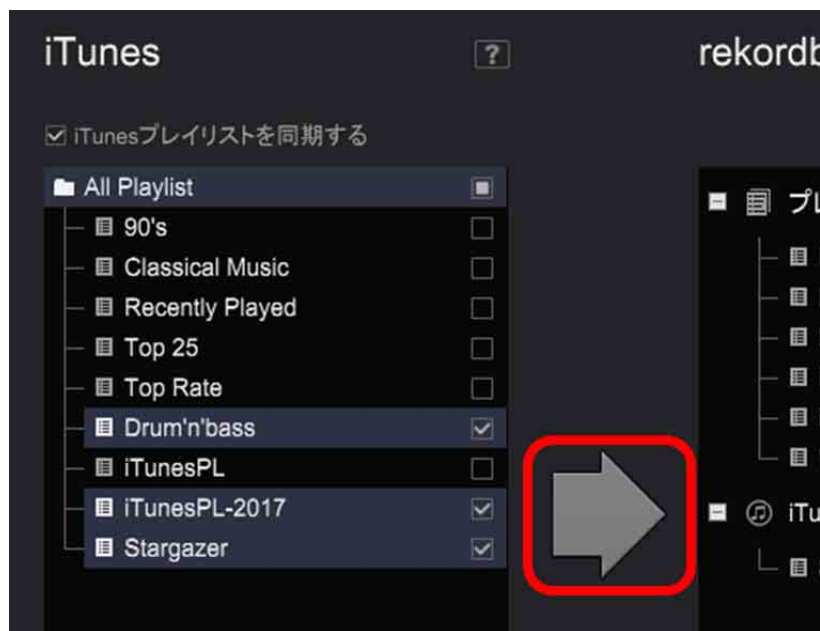 iTunes
?
rekordb
iTunesプレイリストを同期する
All Playlist
プレ
90's
Classical Music
Recently Played
Top 25
Top Rate
Drum'n'bass
iTunesPL
iTunesPL-2017
iTu
Stargazer